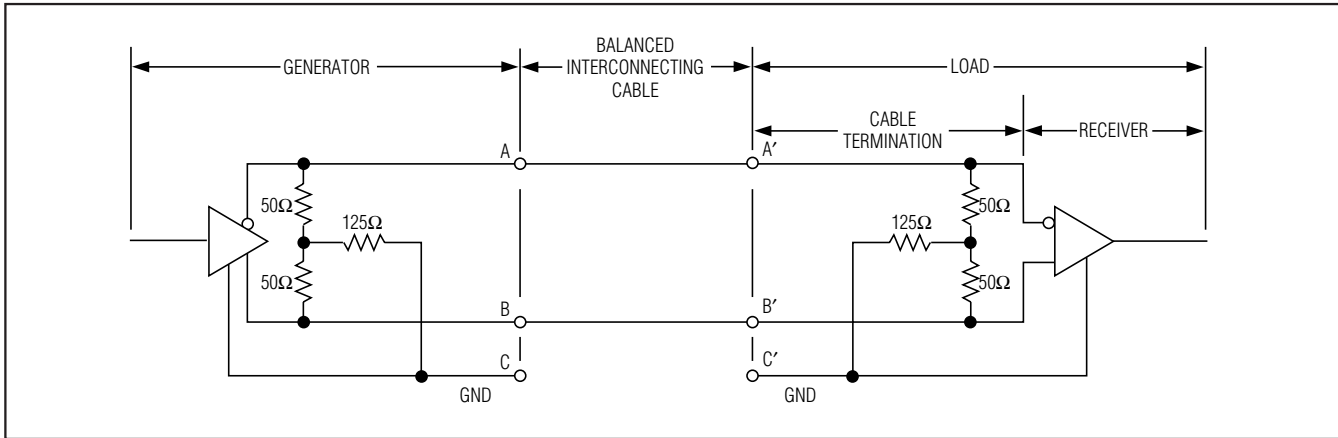 GENERATOR
BALANCED
INTERCONNECTING
CABLE
LOAD
CABLE
TERMINATION
RECEIVER
A
A′
50Ω
125Ω
125Ω
50Ω
50Ω
50Ω
B
B′
C
C′
GND
GND